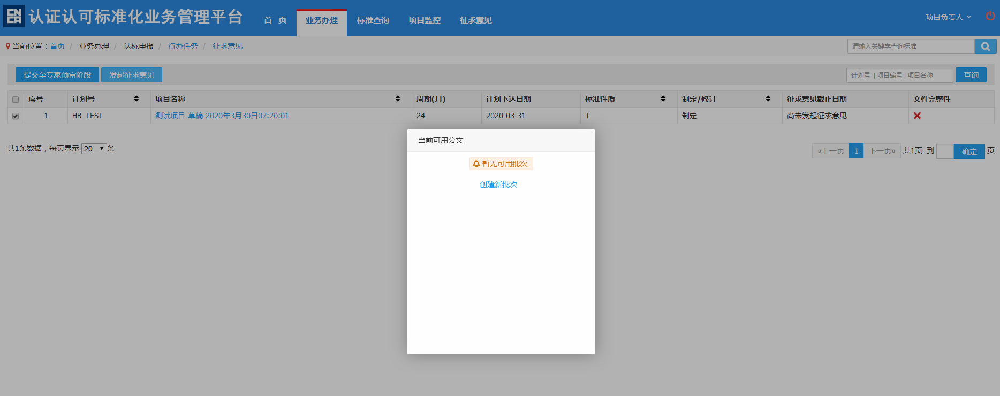 CNCA 认证认可标准化业务管理平台
首 页 业务办理 标准查询 项目监控 征求意见
项目负责人
当前位置：首页 / 业务办理 / 认标申报 / 待办任务 / 征求意见
请输入关键字查询标准
提交至专家预审阶段 发起征求意见
计划号 | 项目编号 | 项目名称 查询
序号 计划号 项目名称 周期(月) 计划下达日期 标准性质 制定/修订 征求意见截止日期 文件完整性
1 HB_TEST 测试项目-草稿-2020年3月30日07:20:01 24 2020-03-31 T 制定 尚未发起征求意见
共1条数据，每页显示 20 条
«上一页 1 下一页» 共1页 到 确定 页
当前可用公文
暂无可用批次
创建新批次